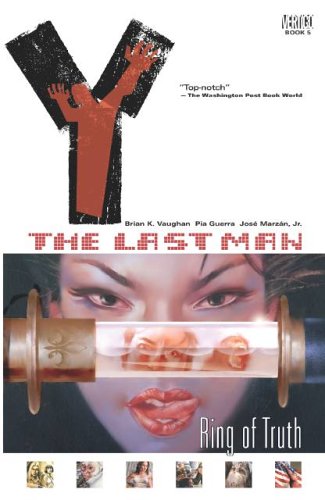 VERTIGO
BOOK 5
Y
"Top-notch"
— The Washington Post Book World
Brian K. Vaughan Pia Guerra José Marzán, Jr.
THE LAST MAN
Ring of Truth